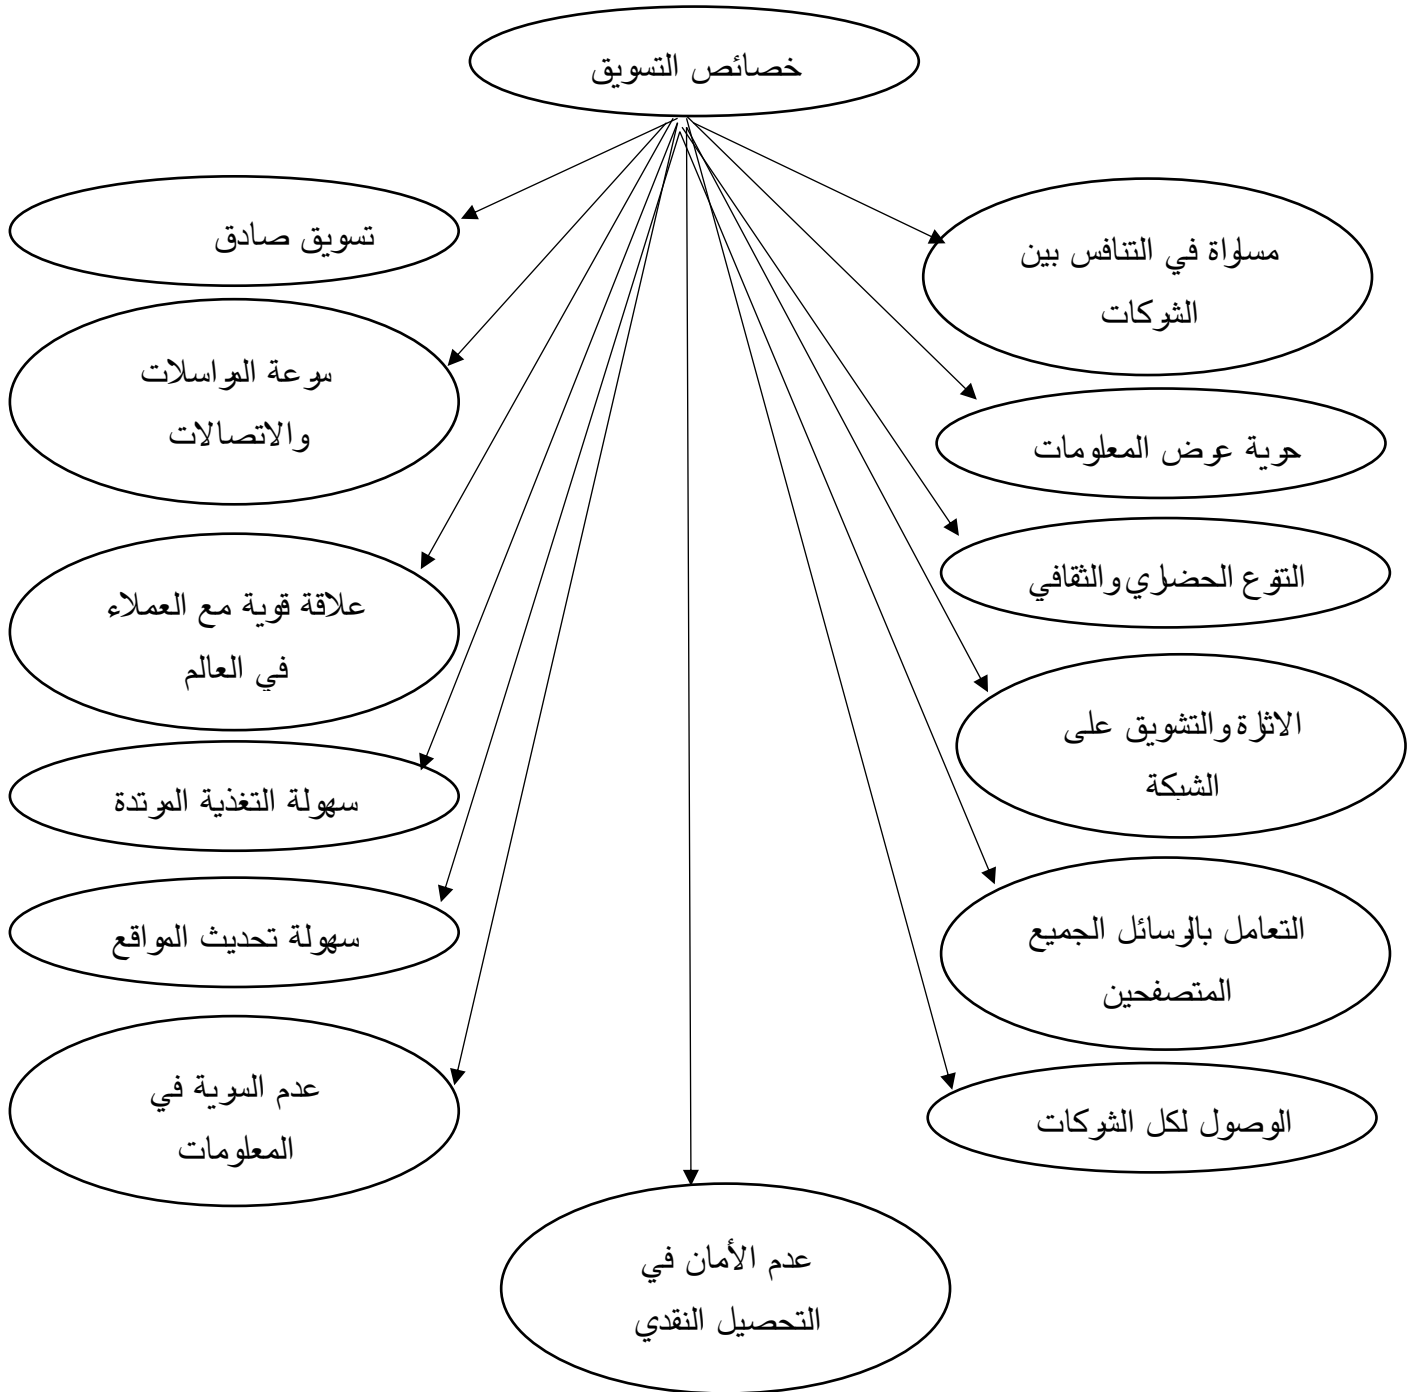 خصائص التسويق
مساواة في التنافس بين
الشركات
حرية عرض المعلومات
التنوع الحضاري والثقافي
الاثارة والتشويق على
الشبكة
التعامل بالرسائل الجميع
المتصفحين
الوصول لكل الشركات
تسويق صادق
سرعة المراسلات
والاتصالات
علاقة قوية مع العملاء
في العالم
سهولة التغذية المرتدة
سهولة تحديث المواقع
عدم السرية في
المعلومات
عدم الأمان في
التحصيل النقدي